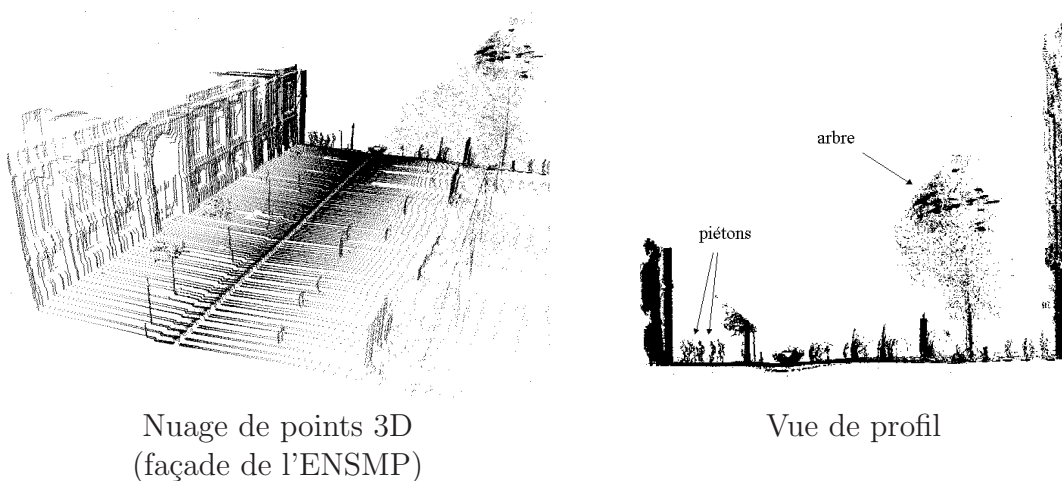 arbre
piétons
Nuage de points 3D
(façade de l'ENSMP)
Vue de profil